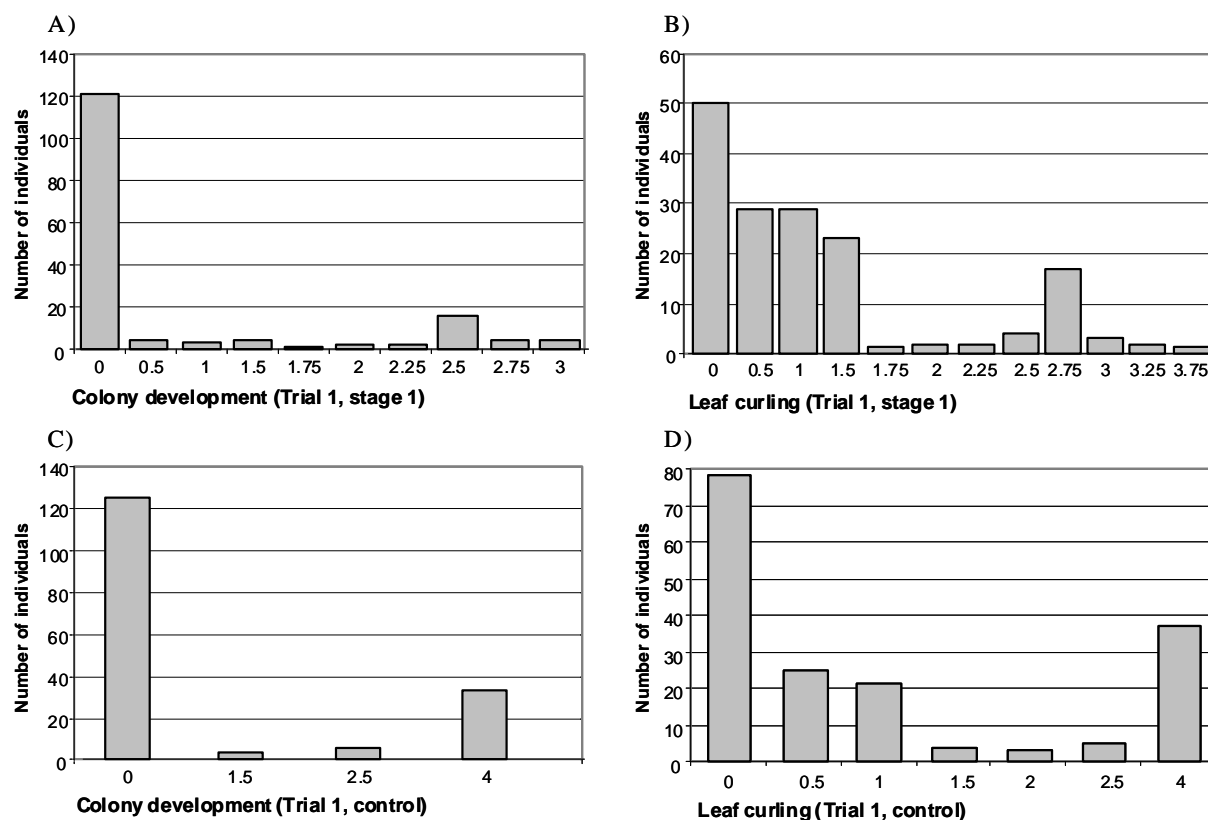 A)
140
120
100
80
60
40
20
0
Number of individuals
0 0.5 1 1.5 1.75 2 2.25 2.5 2.75 3
Colony development (Trial 1, stage 1)
B)
60
50
40
30
20
10
0
Number of individuals
0 0.5 1 1.5 1.75 2 2.25 2.5 2.75 3 3.25 3.75
Leaf curling (Trial 1, stage 1)
C)
140
120
100
80
60
40
20
0
Number of individuals
0 1.5 2.5 4
Colony development (Trial 1, control)
D)
80
70
60
50
40
30
20
10
0
Number of individuals
0 0.5 1 1.5 2 2.5 4
Leaf curling (Trial 1, control)